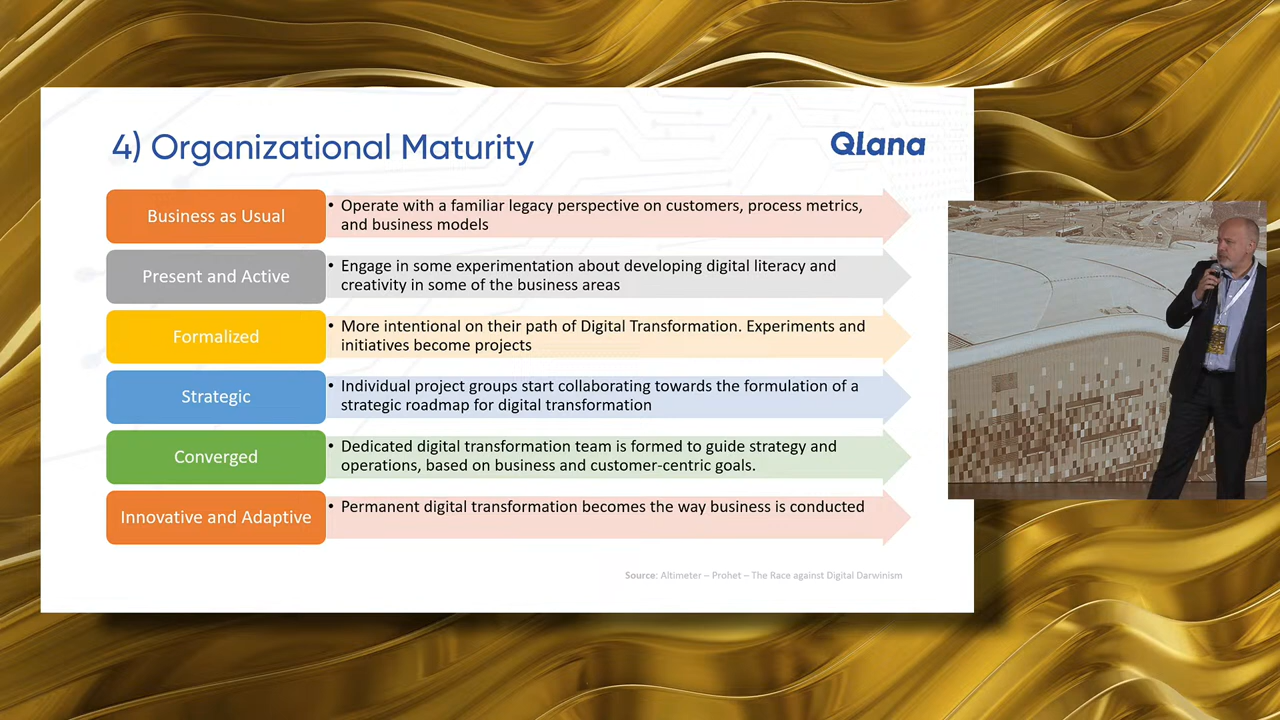 4) Organizational Maturity
Qlana
Business as Usual
• Operate with a familiar legacy perspective on customers, process metrics,
and business models
Present and Active
• Engage in some experimentation about developing digital literacy and
creativity in some of the business areas
Formalized
• More intentional on their path of Digital Transformation. Experiments and
initiatives become projects
Strategic
• Individual project groups start collaborating towards the formulation of a
strategic roadmap for digital transformation
Converged
• Dedicated digital transformation team is formed to guide strategy and
operations, based on business and customer-centric goals.
Innovative and Adaptive
• Permanent digital transformation becomes the way business is conducted
Source: Altimeter – Prohet – The Race against Digital Darwinism